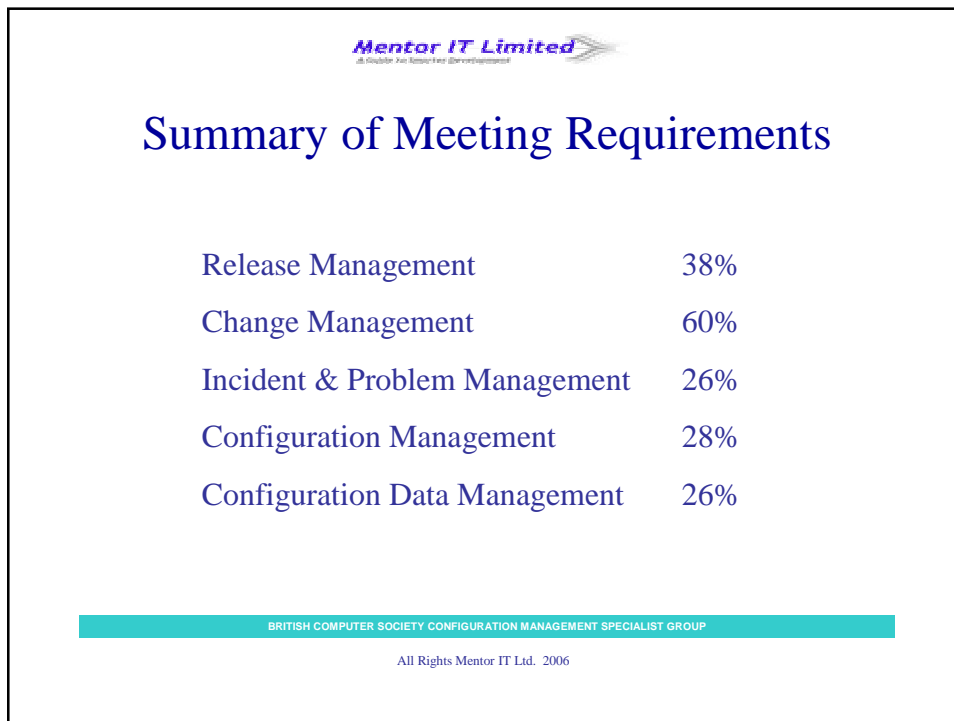 Mentor IT Limited
Summary of Meeting Requirements
Release Management 38%
Change Management 60%
Incident & Problem Management 26%
Configuration Management 28%
Configuration Data Management 26%
BRITISH COMPUTER SOCIETY CONFIGURATION MANAGEMENT SPECIALIST GROUP
All Rights Mentor IT Ltd. 2006